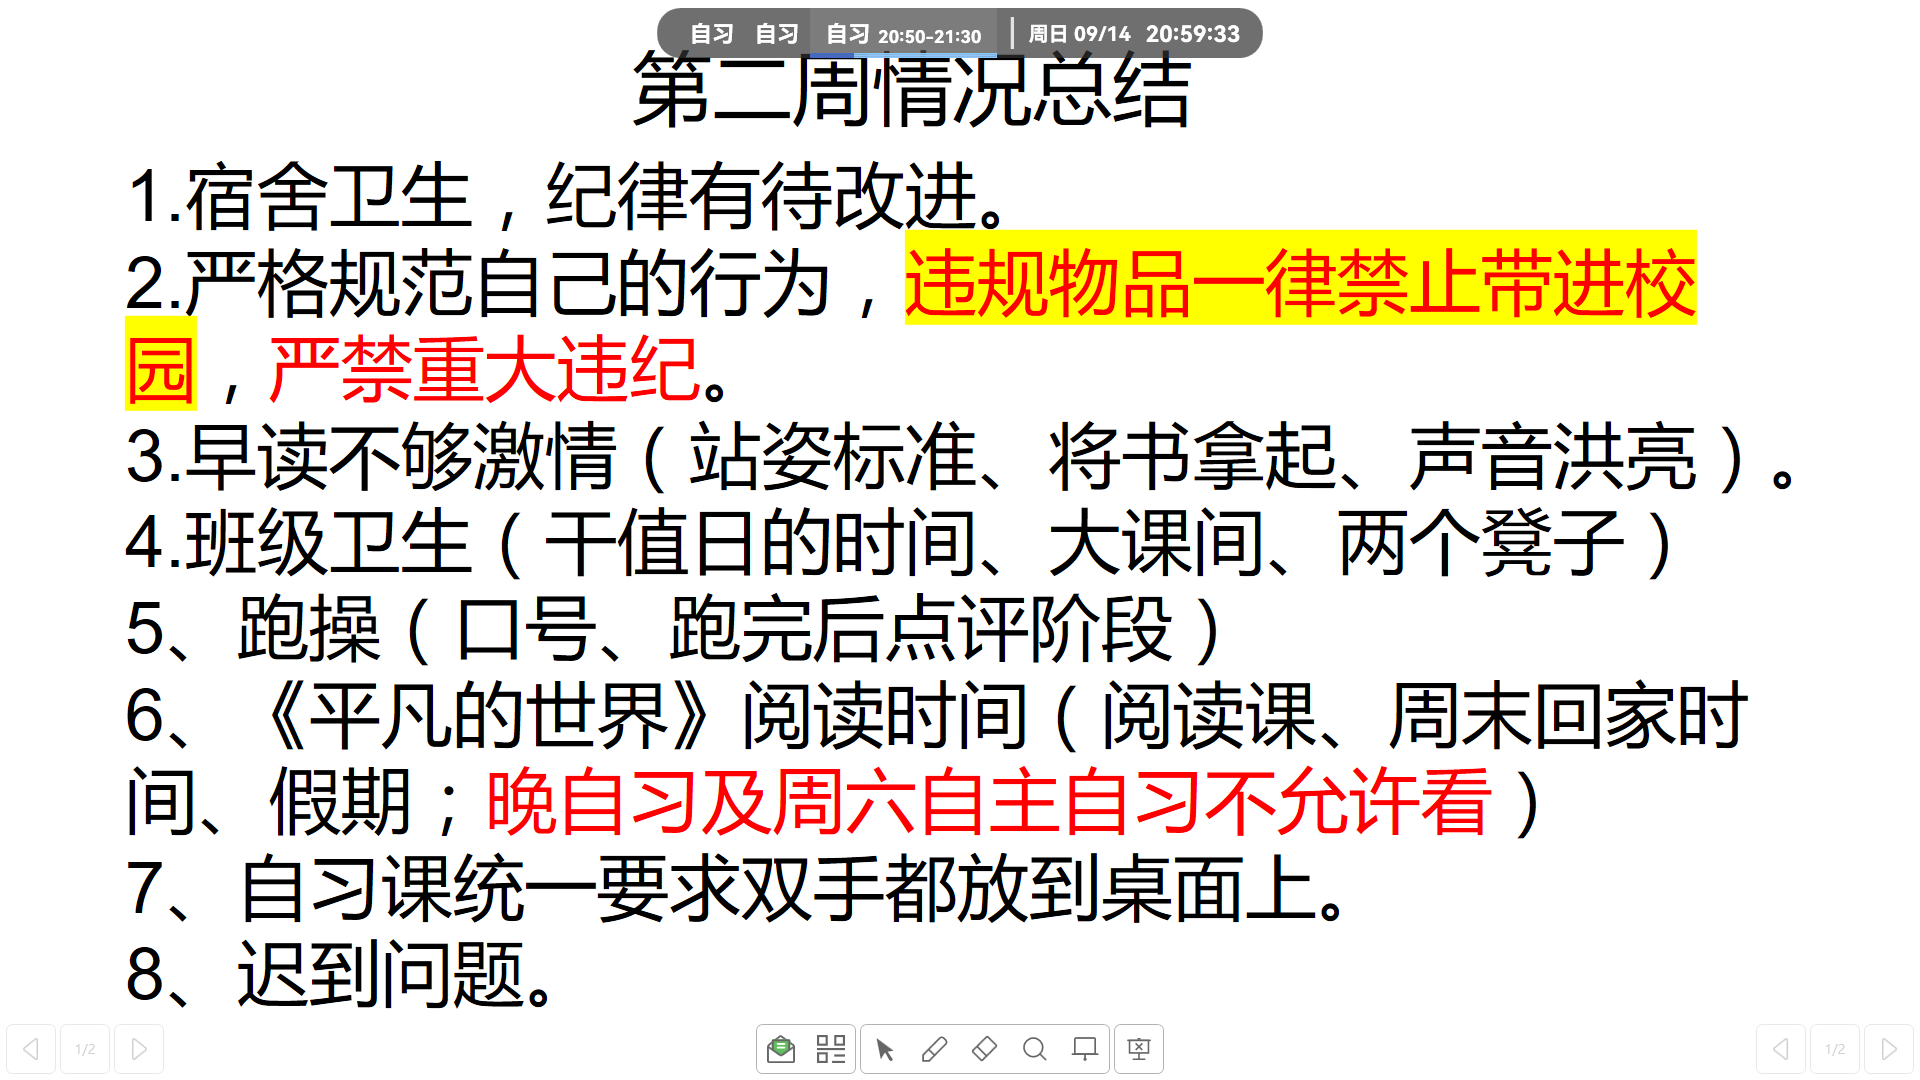 自习 自习 自习 20:50-21:30 周日 09/14 20:59:33
第二周情况总结
1.宿舍卫生，纪律有待改进。
2.严格规范自己的行为，违规物品一律禁止带进校
园，严禁重大违纪。
3.早读不够激情（站姿标准、将书拿起、声音洪亮）。
4.班级卫生（干值日的时间、大课间、两个凳子）
5、跑操（口号、跑完后点评阶段）
6、《平凡的世界》阅读时间（阅读课、周末回家时
间、假期；晚自习及周六自主自习不允许看）
7、自习课统一要求双手都放到桌面上。
8、迟到问题。
1/2 1/2